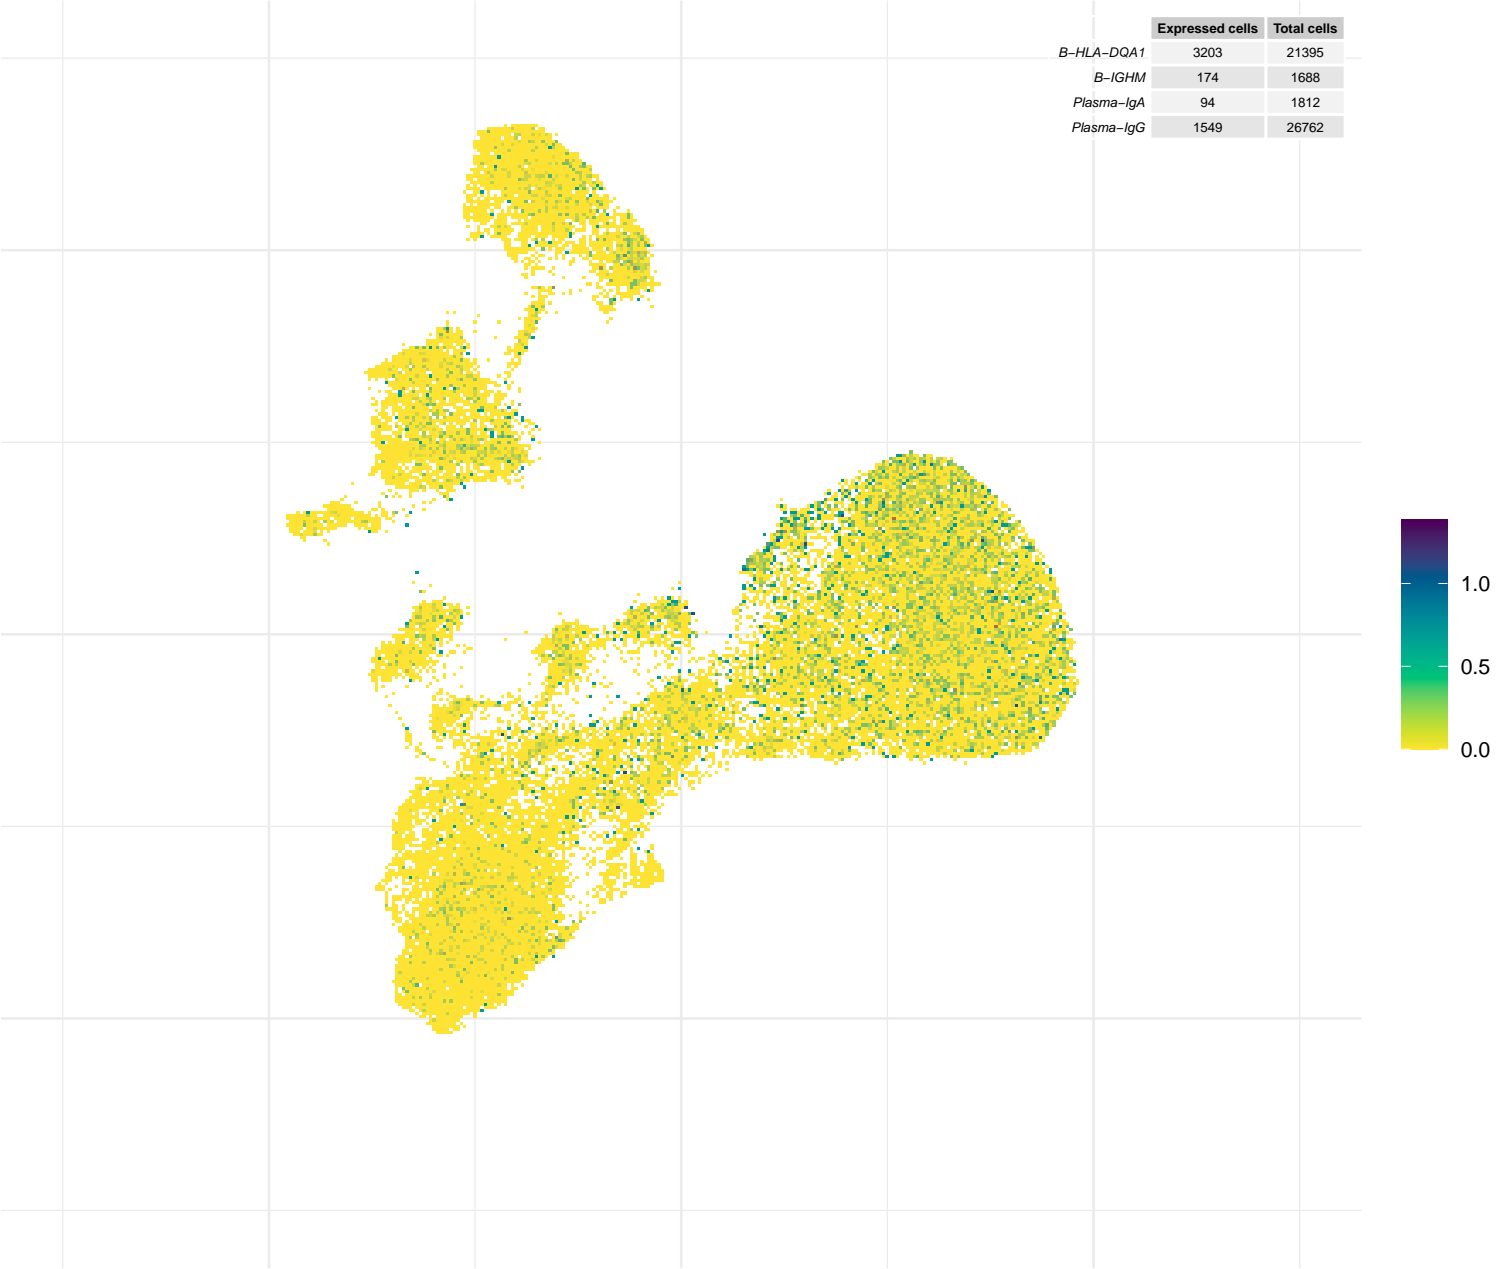 Expressed cells Total cells
B−HLA−DQA1 3203 21395
B−IGHM 174 1688
Plasma−IgA 94 1812
Plasma−IgG 1549 26762
1.0
0.5
0.0